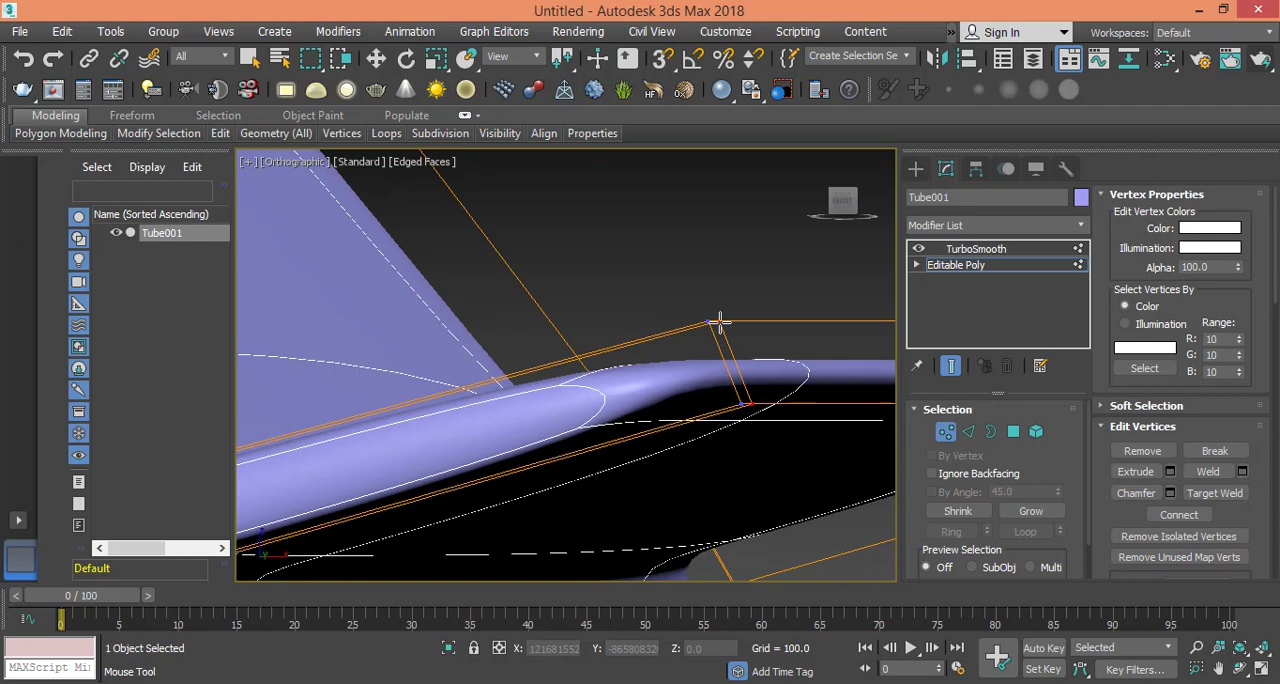 Untitled - Autodesk 3ds Max 2018
File Edit Tools Group Views Create Modifiers Animation Graph Editors Rendering Civil View Customize Scripting Content » Sign In Workspaces: Default
All View Create Selection Se
Modeling Freeform Selection Object Paint Populate
Polygon Modeling Modify Selection Edit Geometry (All) Vertices Loops Subdivision Visibility Align Properties
Select Display Edit
Name (Sorted Ascending)
Tube001
Default
[+] [Orthographic] [Standard] [Edged Faces]
FRONT
Tube001
Modifier List
TurboSmooth
Editable Poly
Selection
By Vertex
Ignore Backfacing
By Angle: 45.0
Shrink Grow
Ring Loop
Preview Selection
Off SubObj Multi
Vertex Properties
Edit Vertex Colors
Color:
Illumination:
Alpha: 100.0
Select Vertices By
Color
Illumination Range:
R: 10
G: 10
B: 10
Select
Soft Selection
Edit Vertices
Remove Break
Extrude Weld
Chamfer Target Weld
Connect
Remove Isolated Vertices
Remove Unused Map Verts
< 0 / 100 >
0 5 10 15 20 25 30 35 40 45 50 55 60 65 70 75 80 85 90 95 100
1 Object Selected X: 121681552 Y: -86580832 Z: 0.0 Grid = 100.0 Auto Key Selected
MAXScript Mi Mouse Tool Add Time Tag 0 Set Key Key Filters...